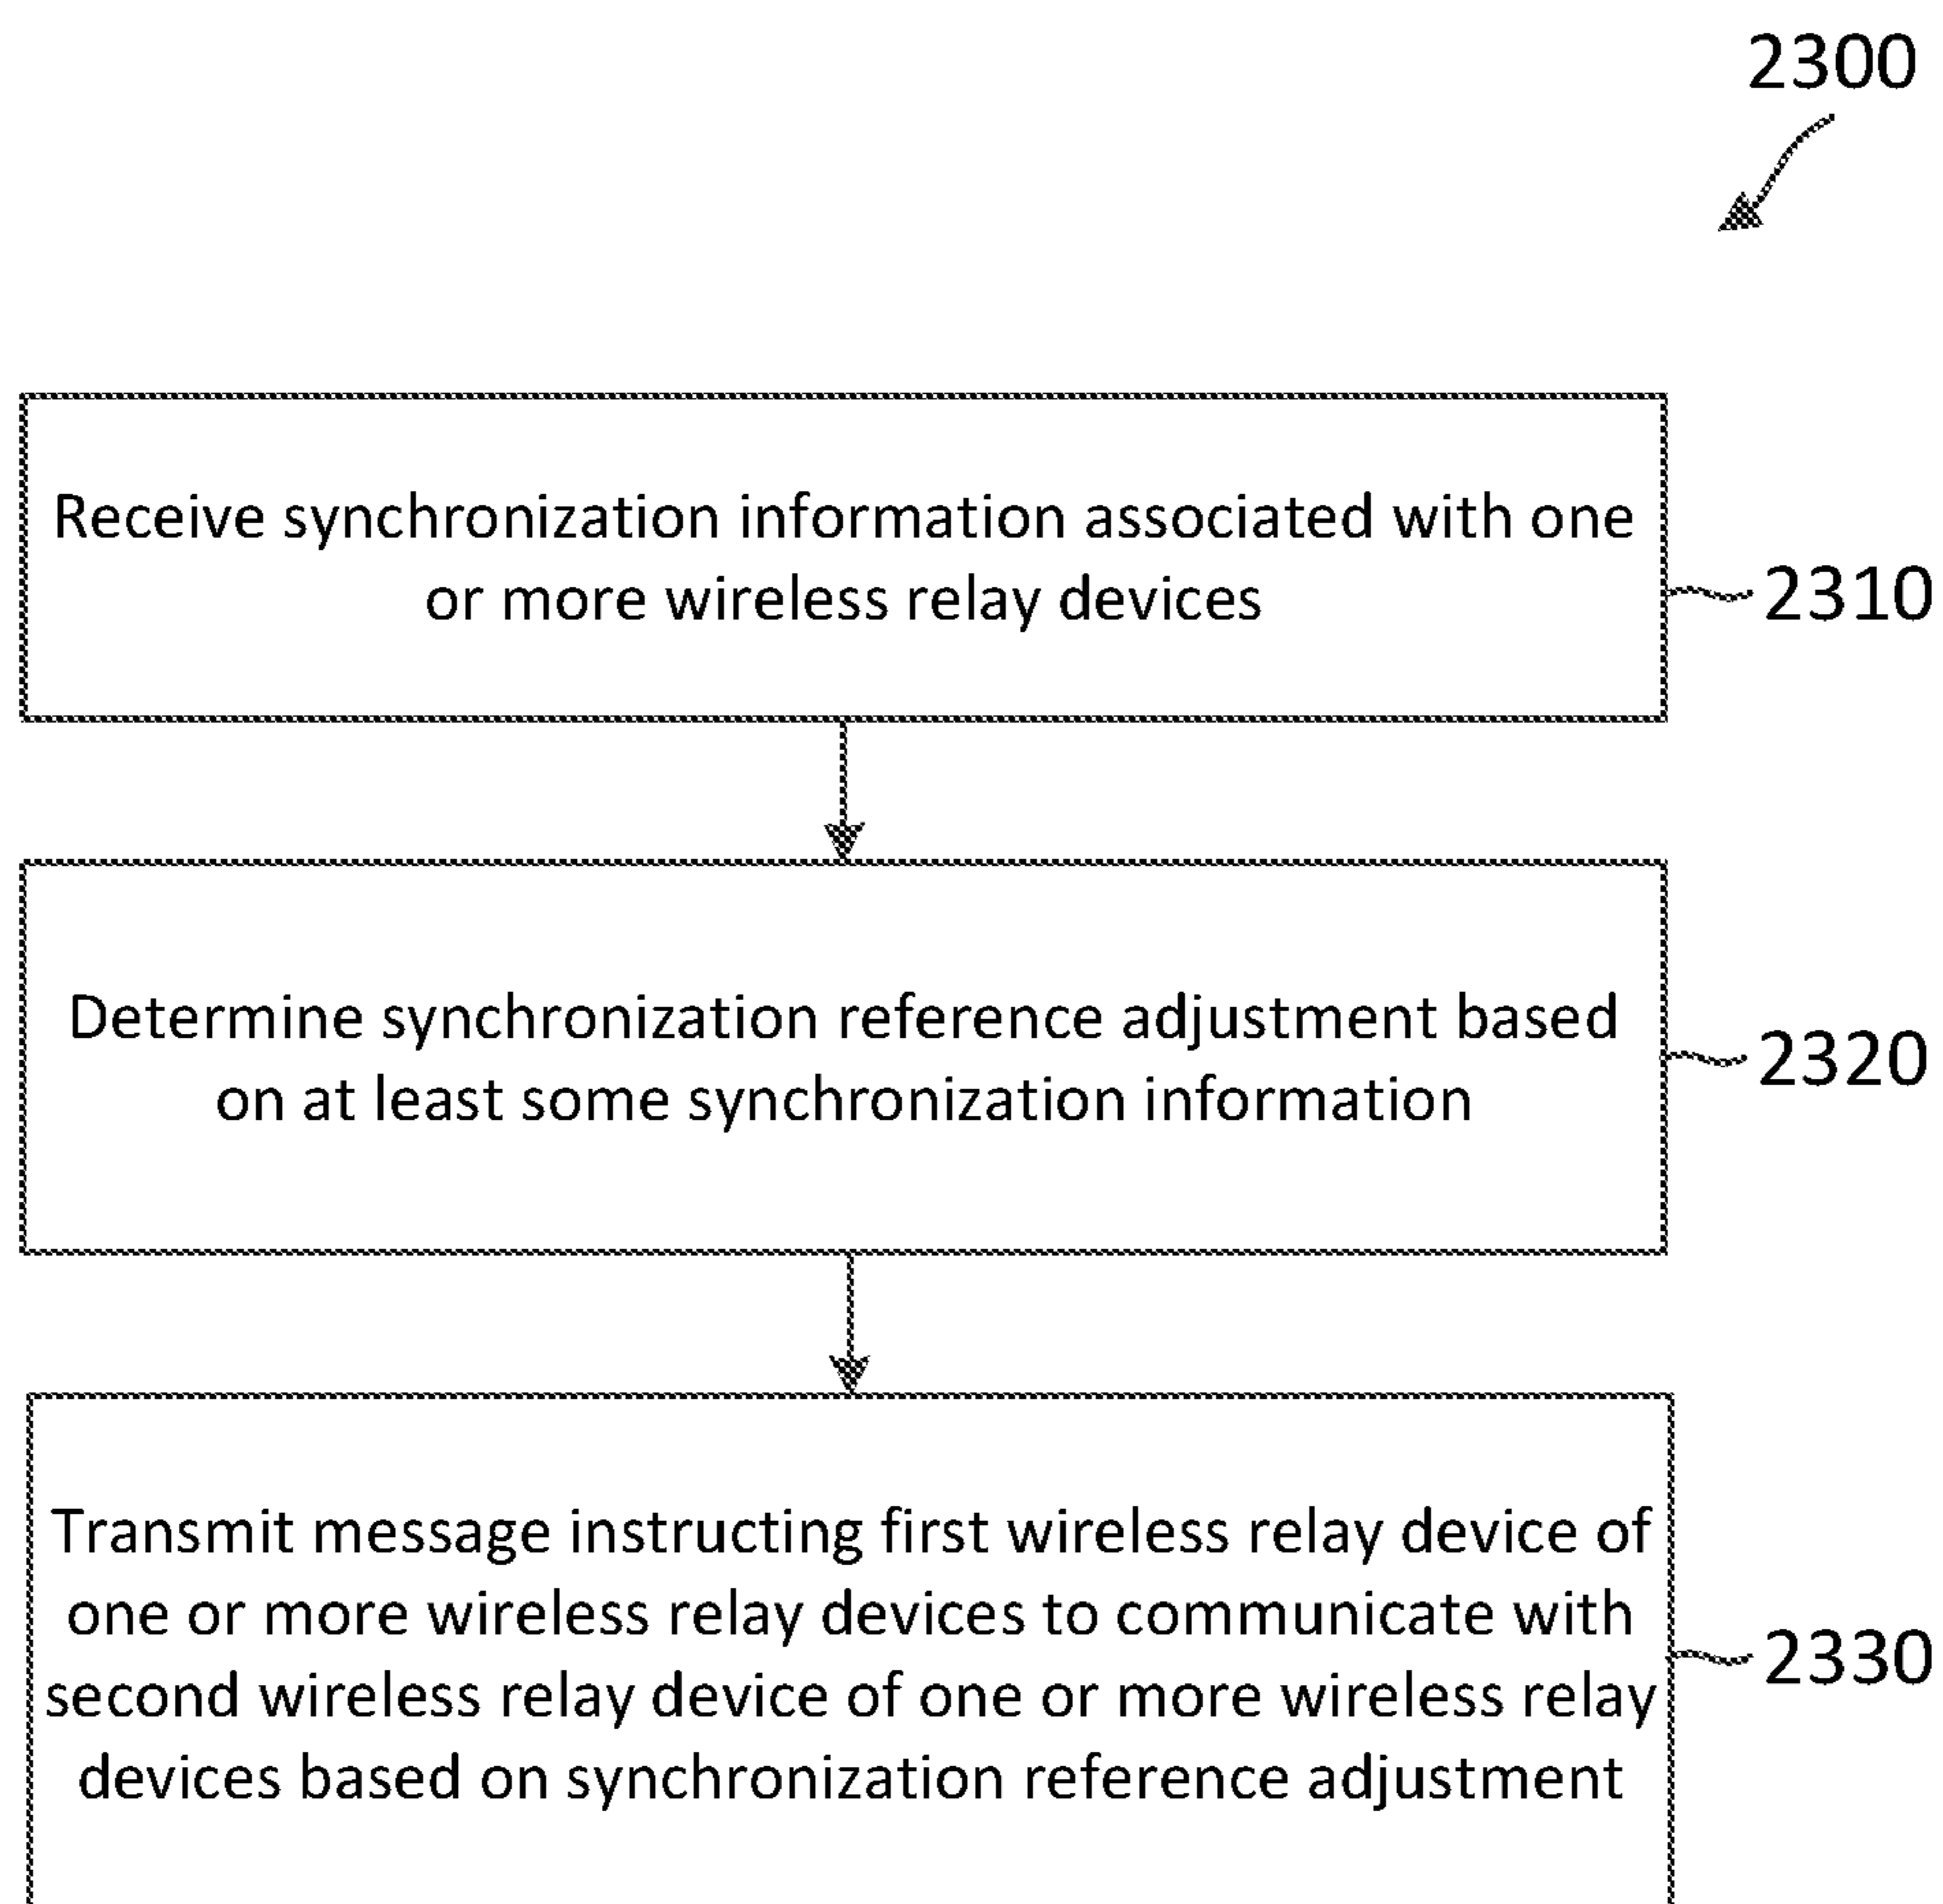 2300
Receive synchronization information associated with one
or more wireless relay devices
2310
Determine synchronization reference adjustment based
on at least some synchronization information
2320
Transmit message instructing first wireless relay device of
one or more wireless relay devices to communicate with
second wireless relay device of one or more wireless relay
devices based on synchronization reference adjustment
2330